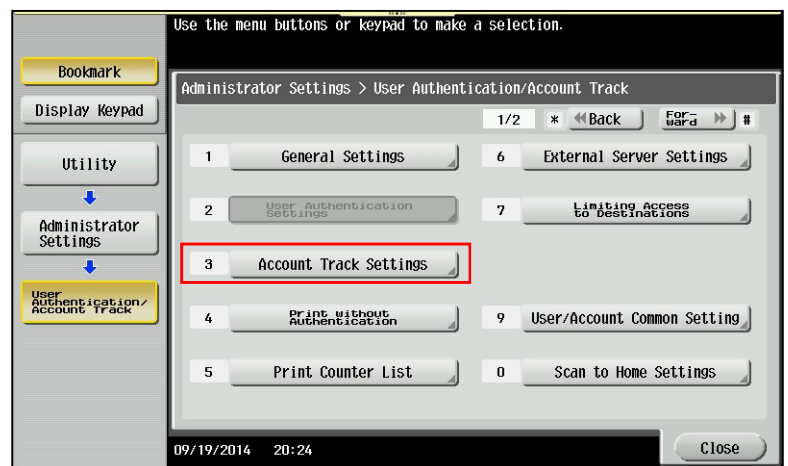 Use the menu buttons or keypad to make a selection.
Bookmark
Display Keypad
Utility
Administrator
Settings
User
Authentication/
Account Track
Administrator Settings > User Authentication/Account Track
1/2 * Back For-
ward #
1 General Settings
2 User Authentication
Settings
3 Account Track Settings
4 Print without
Authentication
5 Print Counter List
6 External Server Settings
7 Limiting Access
to Destinations
9 User/Account Common Setting
0 Scan to Home Settings
09/19/2014 20:24
Close